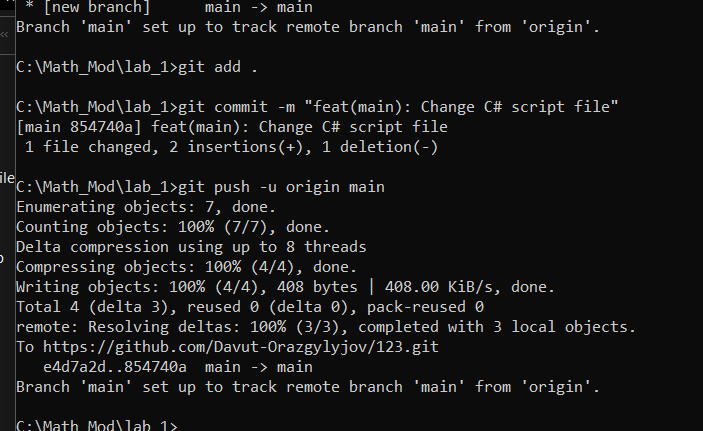 * [new branch]      main -> main
Branch 'main' set up to track remote branch 'main' from 'origin'.
C:\Math_Mod\lab_1>git add .
C:\Math_Mod\lab_1>git commit -m "feat(main): Change C# script file"
[main 854740a] feat(main): Change C# script file
 1 file changed, 2 insertions(+), 1 deletion(-)
C:\Math_Mod\lab_1>git push -u origin main
Enumerating objects: 7, done.
Counting objects: 100% (7/7), done.
Delta compression using up to 8 threads
Compressing objects: 100% (4/4), done.
Writing objects: 100% (4/4), 408 bytes | 408.00 KiB/s, done.
Total 4 (delta 3), reused 0 (delta 0), pack-reused 0
remote: Resolving deltas: 100% (3/3), completed with 3 local objects.
To https://github.com/Davut-Orazgylyjov/123.git
   e4d7a2d..854740a  main -> main
Branch 'main' set up to track remote branch 'main' from 'origin'.
C:\Math_Mod\lab_1>